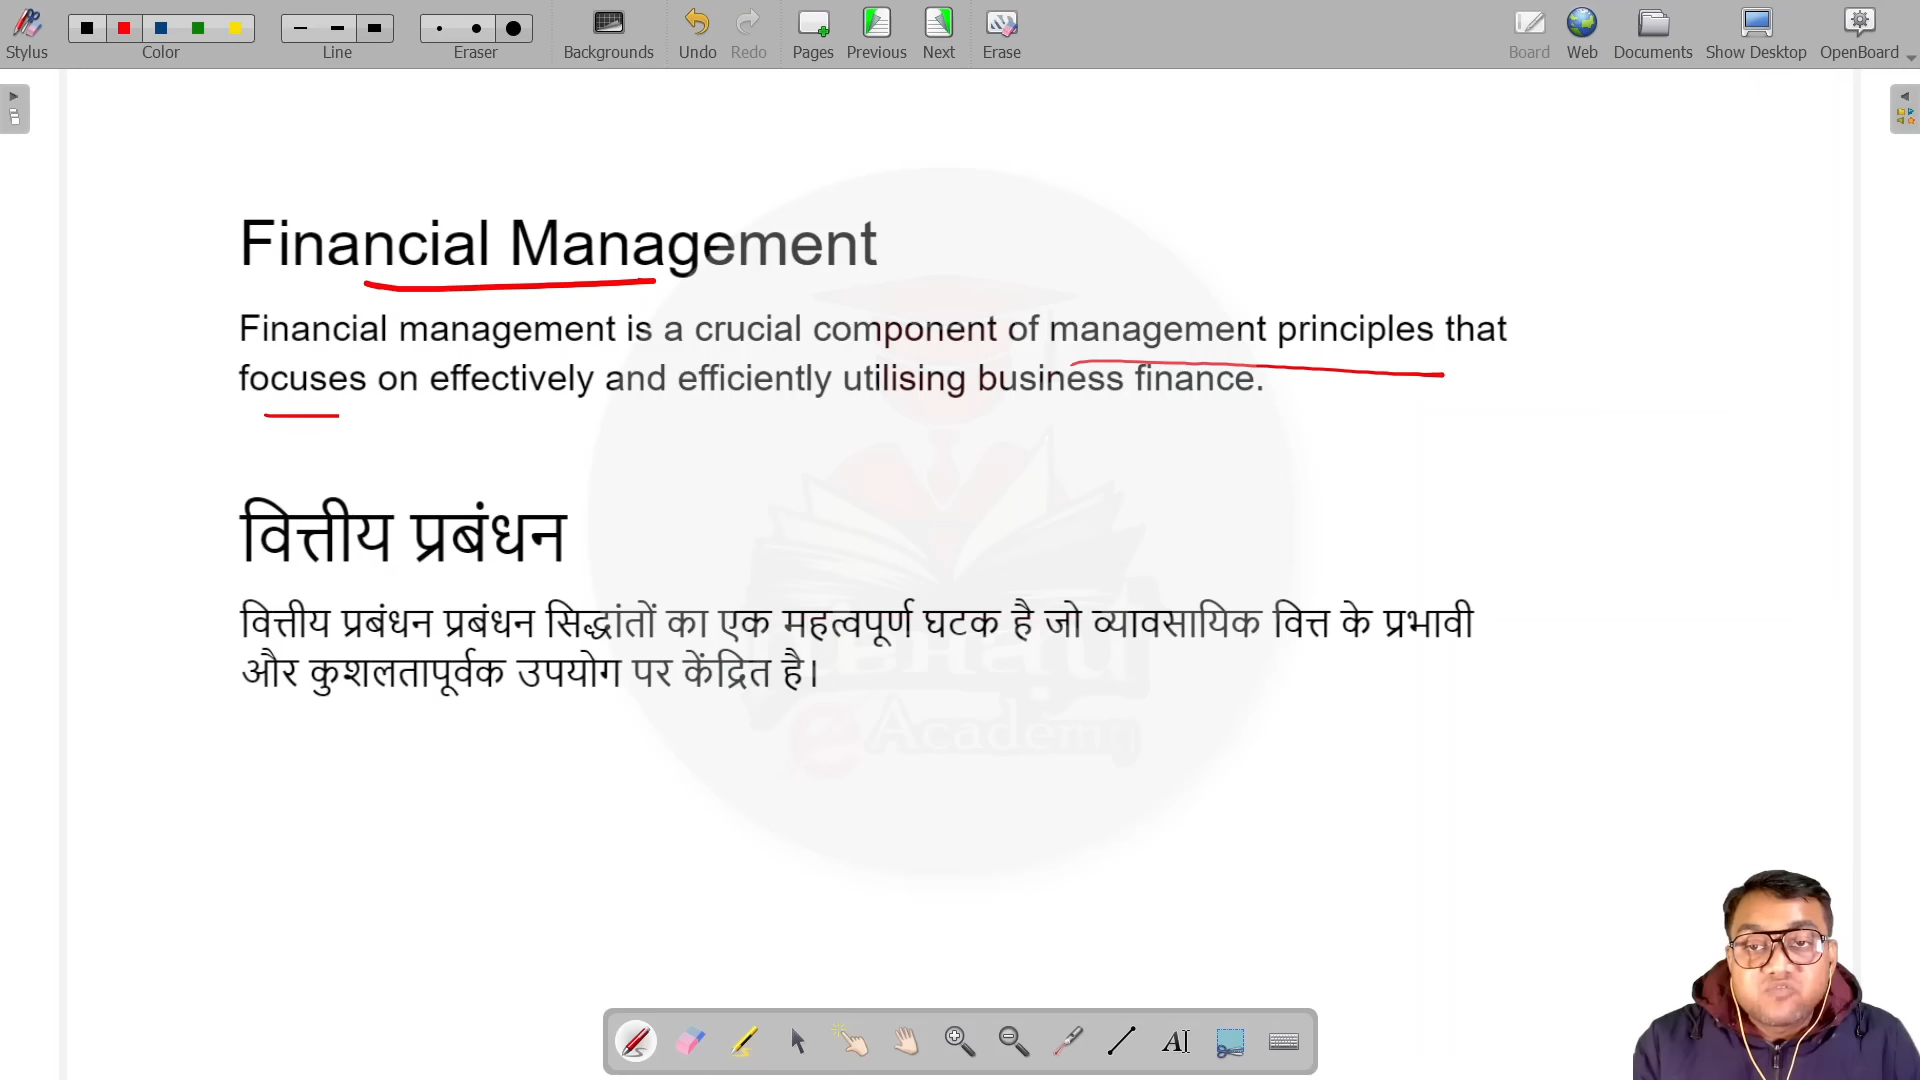 Stylus
Color
Line
Eraser
Backgrounds
Undo
Redo
Pages
Previous
Next
Erase
Board
Web
Documents
Show Desktop
OpenBoard
Financial Management
Financial management is a crucial component of management principles that
focuses on effectively and efficiently utilising business finance.
वित्तीय प्रबंधन
वित्तीय प्रबंधन प्रबंधन सिद्धांतों का एक महत्वपूर्ण घटक है जो व्यावसायिक वित्त के प्रभावी
और कुशलतापूर्वक उपयोग पर केंद्रित है।
e Academy